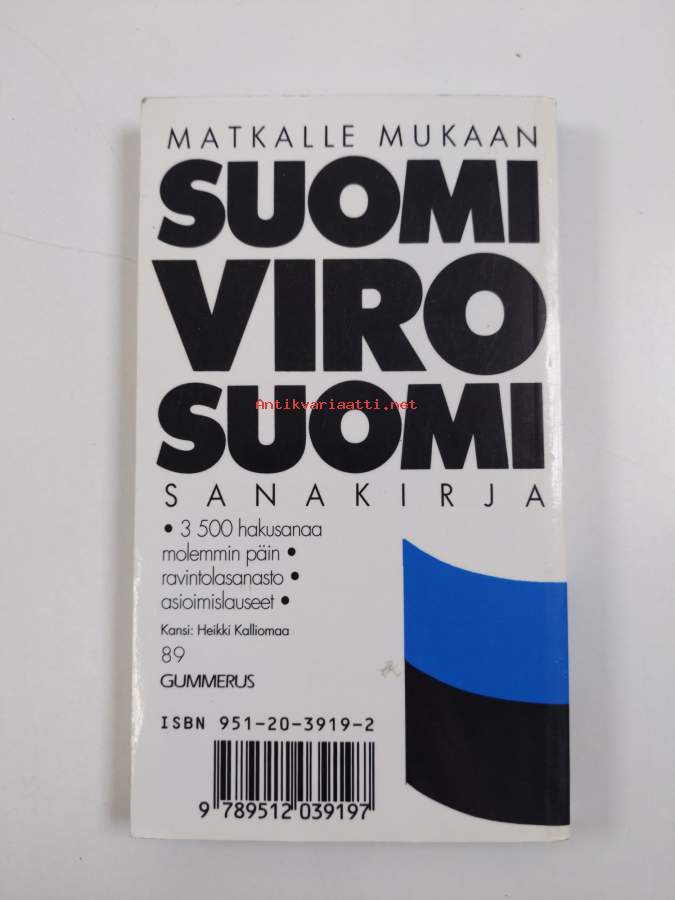 MATKALLE MUKAAN
SUOMI
VIRO
Antikvariaatti.net
SUOMI
SANAKIRJA
• 3 500 hakusanaa
molemmin päin •
ravintolasanasto •
asioimislauseet •
Kansi: Heikki Kalliomaa
89
GUMMERUS
ISBN 951-20-3919-2
9 789512 039197